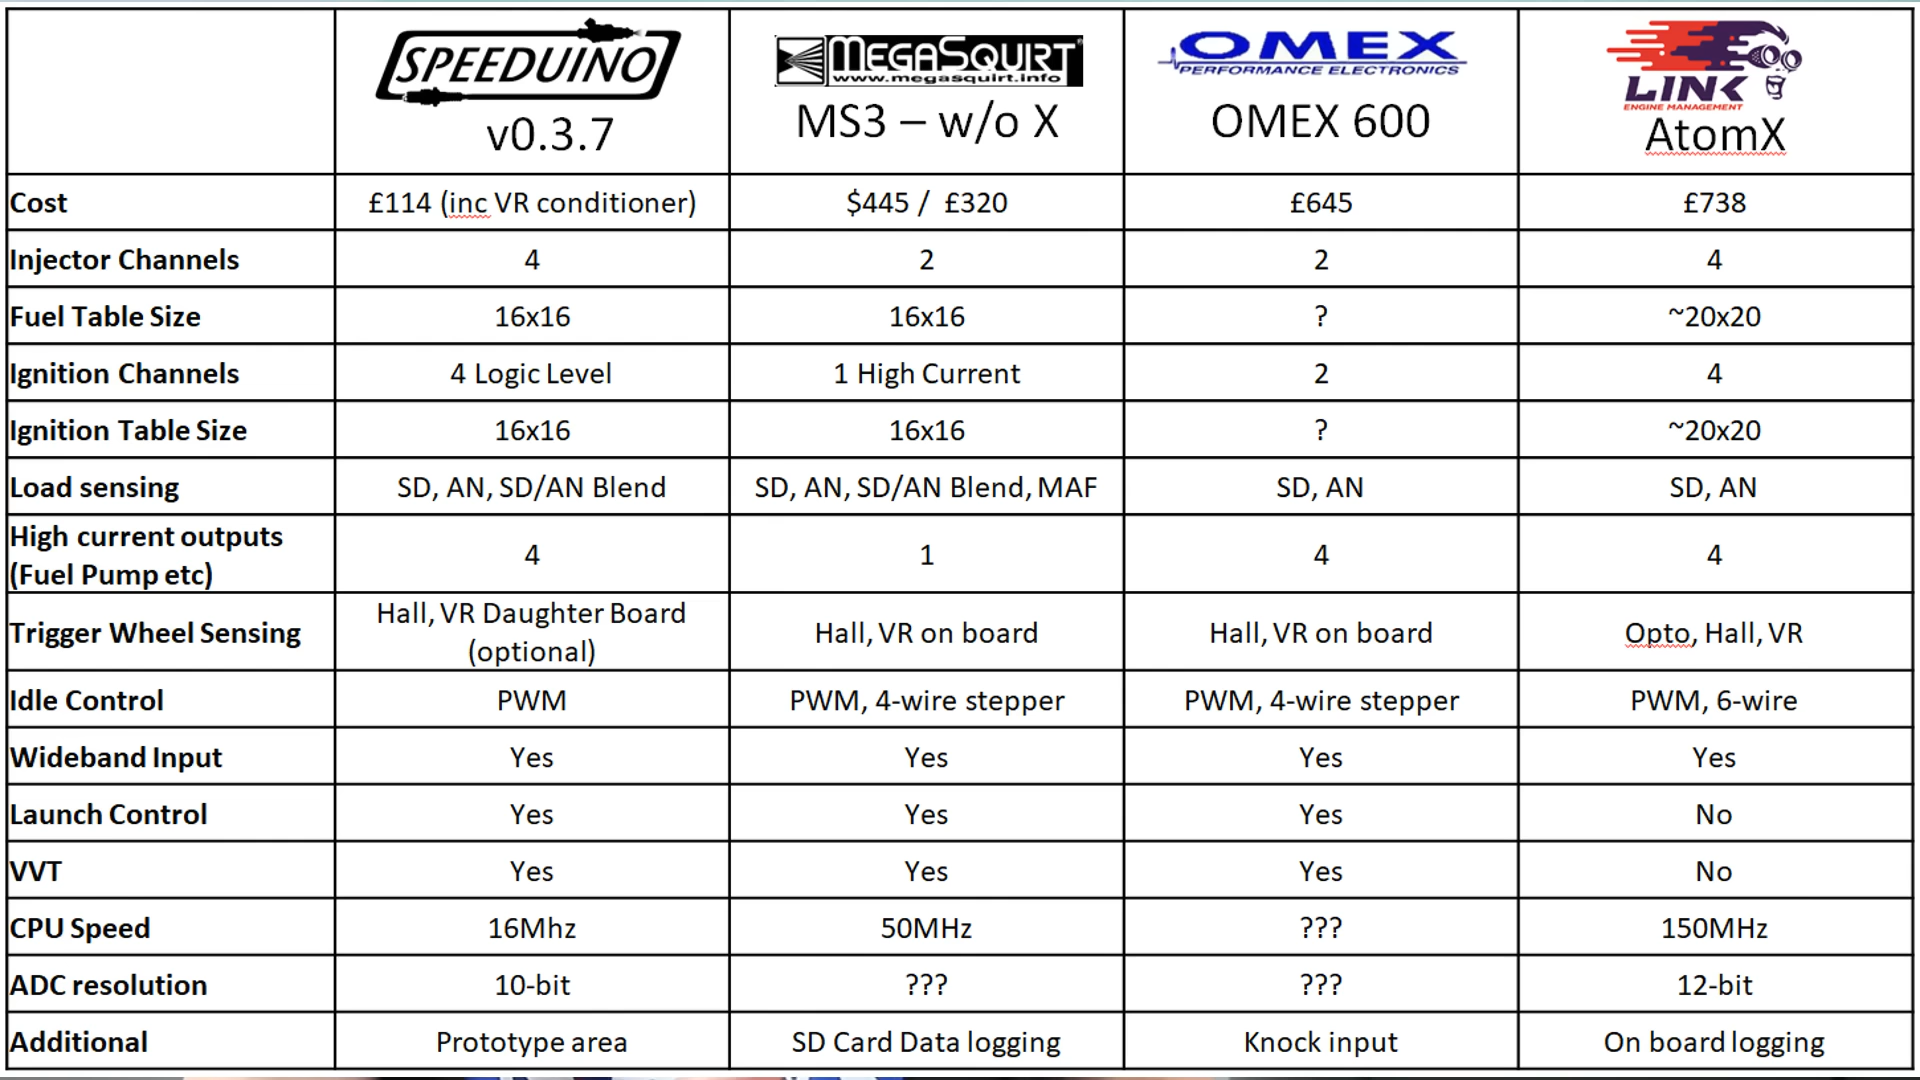 SPEEDUINO
v0.3.7
MEGASQUIRT
www.megasquirt.info
MS3 – w/o X
OMEX
PERFORMANCE ELECTRONICS
OMEX 600
LINK
ENGINE MANAGEMENT
AtomX
Cost £114 (inc VR conditioner) $445 / £320 £645 £738
Injector Channels 4 2 2 4
Fuel Table Size 16x16 16x16 ? ~20x20
Ignition Channels 4 Logic Level 1 High Current 2 4
Ignition Table Size 16x16 16x16 ? ~20x20
Load sensing SD, AN, SD/AN Blend SD, AN, SD/AN Blend, MAF SD, AN SD, AN
High current outputs
(Fuel Pump etc) 4 1 4 4
Trigger Wheel Sensing Hall, VR Daughter Board
(optional) Hall, VR on board Hall, VR on board Opto, Hall, VR
Idle Control PWM PWM, 4-wire stepper PWM, 4-wire stepper PWM, 6-wire
Wideband Input Yes Yes Yes Yes
Launch Control Yes Yes Yes No
VVT Yes Yes Yes No
CPU Speed 16Mhz 50MHz ??? 150MHz
ADC resolution 10-bit ??? ??? 12-bit
Additional Prototype area SD Card Data logging Knock input On board logging